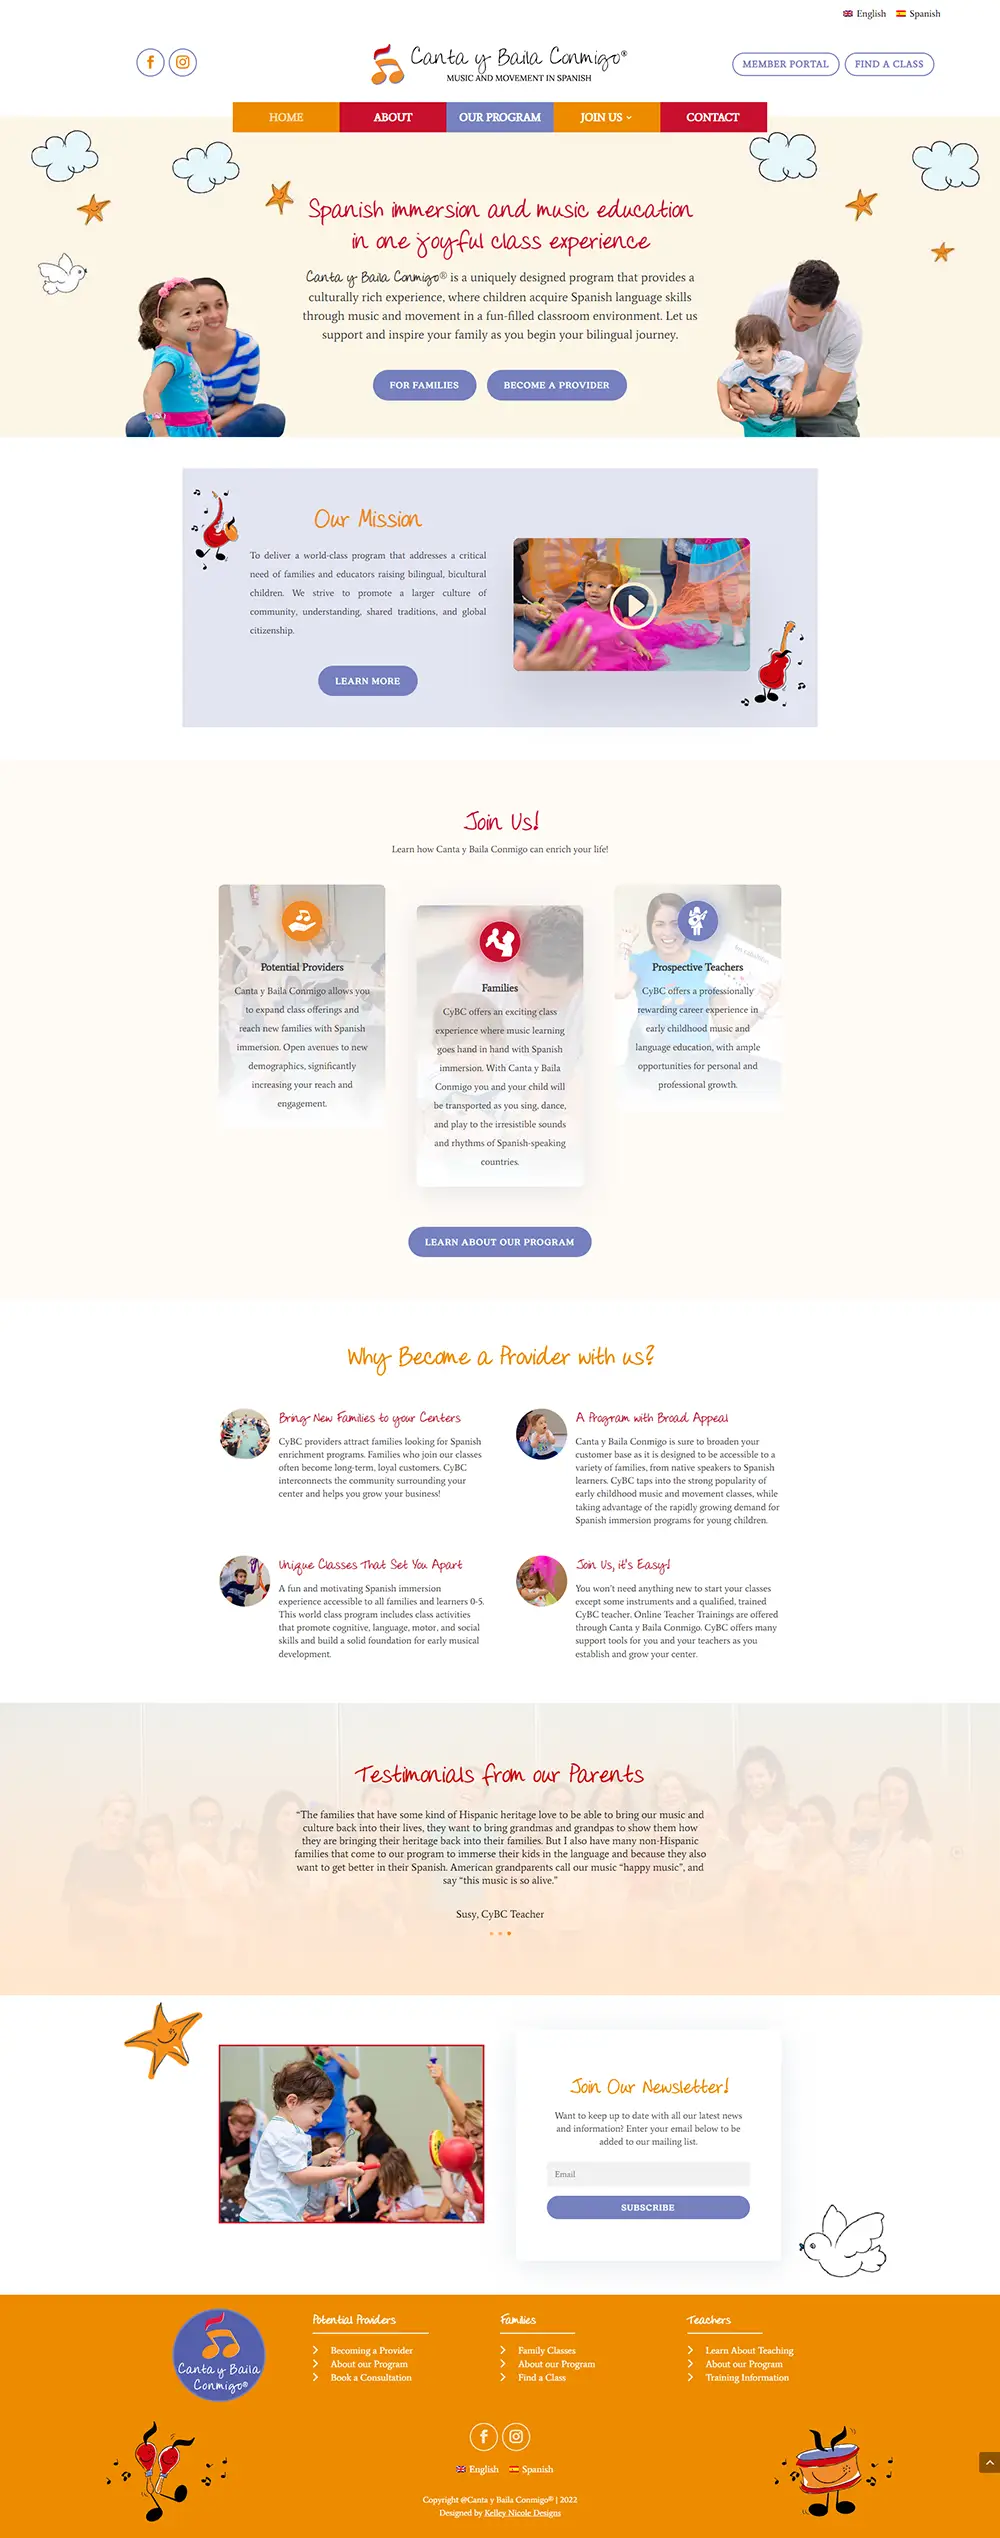 English Spanish
Canta y Baila Conmigo®
MUSIC AND MOVEMENT IN SPANISH
MEMBER PORTAL FIND A CLASS
HOME ABOUT OUR PROGRAM JOIN US CONTACT
Spanish immersion and music education
in one joyful class experience
Canta y Baila Conmigo® is a uniquely designed program that provides a
culturally rich experience, where children acquire Spanish language skills
through music and movement in a fun-filled classroom environment. Let us
support and inspire your family as you begin your bilingual journey.
FOR FAMILIES BECOME A PROVIDER
Our Mission
To deliver a world-class program that addresses a critical
need of families and educators raising bilingual, bicultural
children. We strive to promote a larger culture of
community, understanding, shared traditions, and global
citizenship.
LEARN MORE
Join Us!
Learn how Canta y Baila Conmigo can enrich your life!
Potential Providers
Canta y Baila Conmigo allows you
to expand class offerings and
reach new families with Spanish
immersion. Open avenues to new
demographics, significantly
increasing your reach and
engagement.
Families
CyBC offers an exciting class
experience where music learning
goes hand in hand with Spanish
immersion. With Canta y Baila
Conmigo you and your child will
be transported as you sing, dance,
and play to the irresistible sounds
and rhythms of Spanish-speaking
countries.
Prospective Teachers
CyBC offers a professionally
rewarding career experience in
early childhood music and
language education, with ample
opportunities for personal and
professional growth.
LEARN ABOUT OUR PROGRAM
Why Become a Provider with us?
Bring New Families to your Centers
CyBC providers attract families looking for Spanish
enrichment programs. Families who join our classes
often become long-term, loyal customers. CyBC
interconnects the community surrounding your
center and helps you grow your business!
A Program with Broad Appeal
Canta y Baila Conmigo is sure to broaden your
customer base as it is designed to be accessible to a
variety of families, from native speakers to Spanish
learners. CyBC taps into the strong popularity of
early childhood music and movement classes, while
taking advantage of the rapidly growing demand for
Spanish immersion programs for young children.
Unique Classes That Set You Apart
A fun and motivating Spanish immersion
experience accessible to all families and learners 0-5.
This world class program includes class activities
that promote cognitive, language, motor, and social
skills and build a solid foundation for early musical
development.
Join Us, it's Easy!
You won't need anything new to start your classes
except some instruments and a qualified, trained
CyBC teacher. Online Teacher Trainings are offered
through Canta y Baila Conmigo. CyBC offers many
support tools for you and your teachers as you
establish and grow your center.
Testimonials from our Parents
“The families that have some kind of Hispanic heritage love to be able to bring our music and
culture back into their lives, they want to bring grandmas and grandpas to show them how
they are bringing their heritage back into their families. But I also have many non-Hispanic
families that come to our program to immerse their kids in the language and because they also
want to get better in their Spanish. American grandparents call our music “happy music”, and
say “this music is so alive.”
Susy, CyBC Teacher
Join Our Newsletter!
Want to keep up to date with all our latest news
and information? Enter your email below to be
added to our mailing list.
Email
SUBSCRIBE
Canta y Baila
Conmigo®
Potential Providers
Becoming a Provider
About our Program
Book a Consultation
Families
Family Classes
About our Program
Find a Class
Teachers
Learn About Teaching
About our Program
Training Information
English Spanish
Copyright @Canta y Baila Conmigo® | 2022
Designed by Kelley Nicole Designs